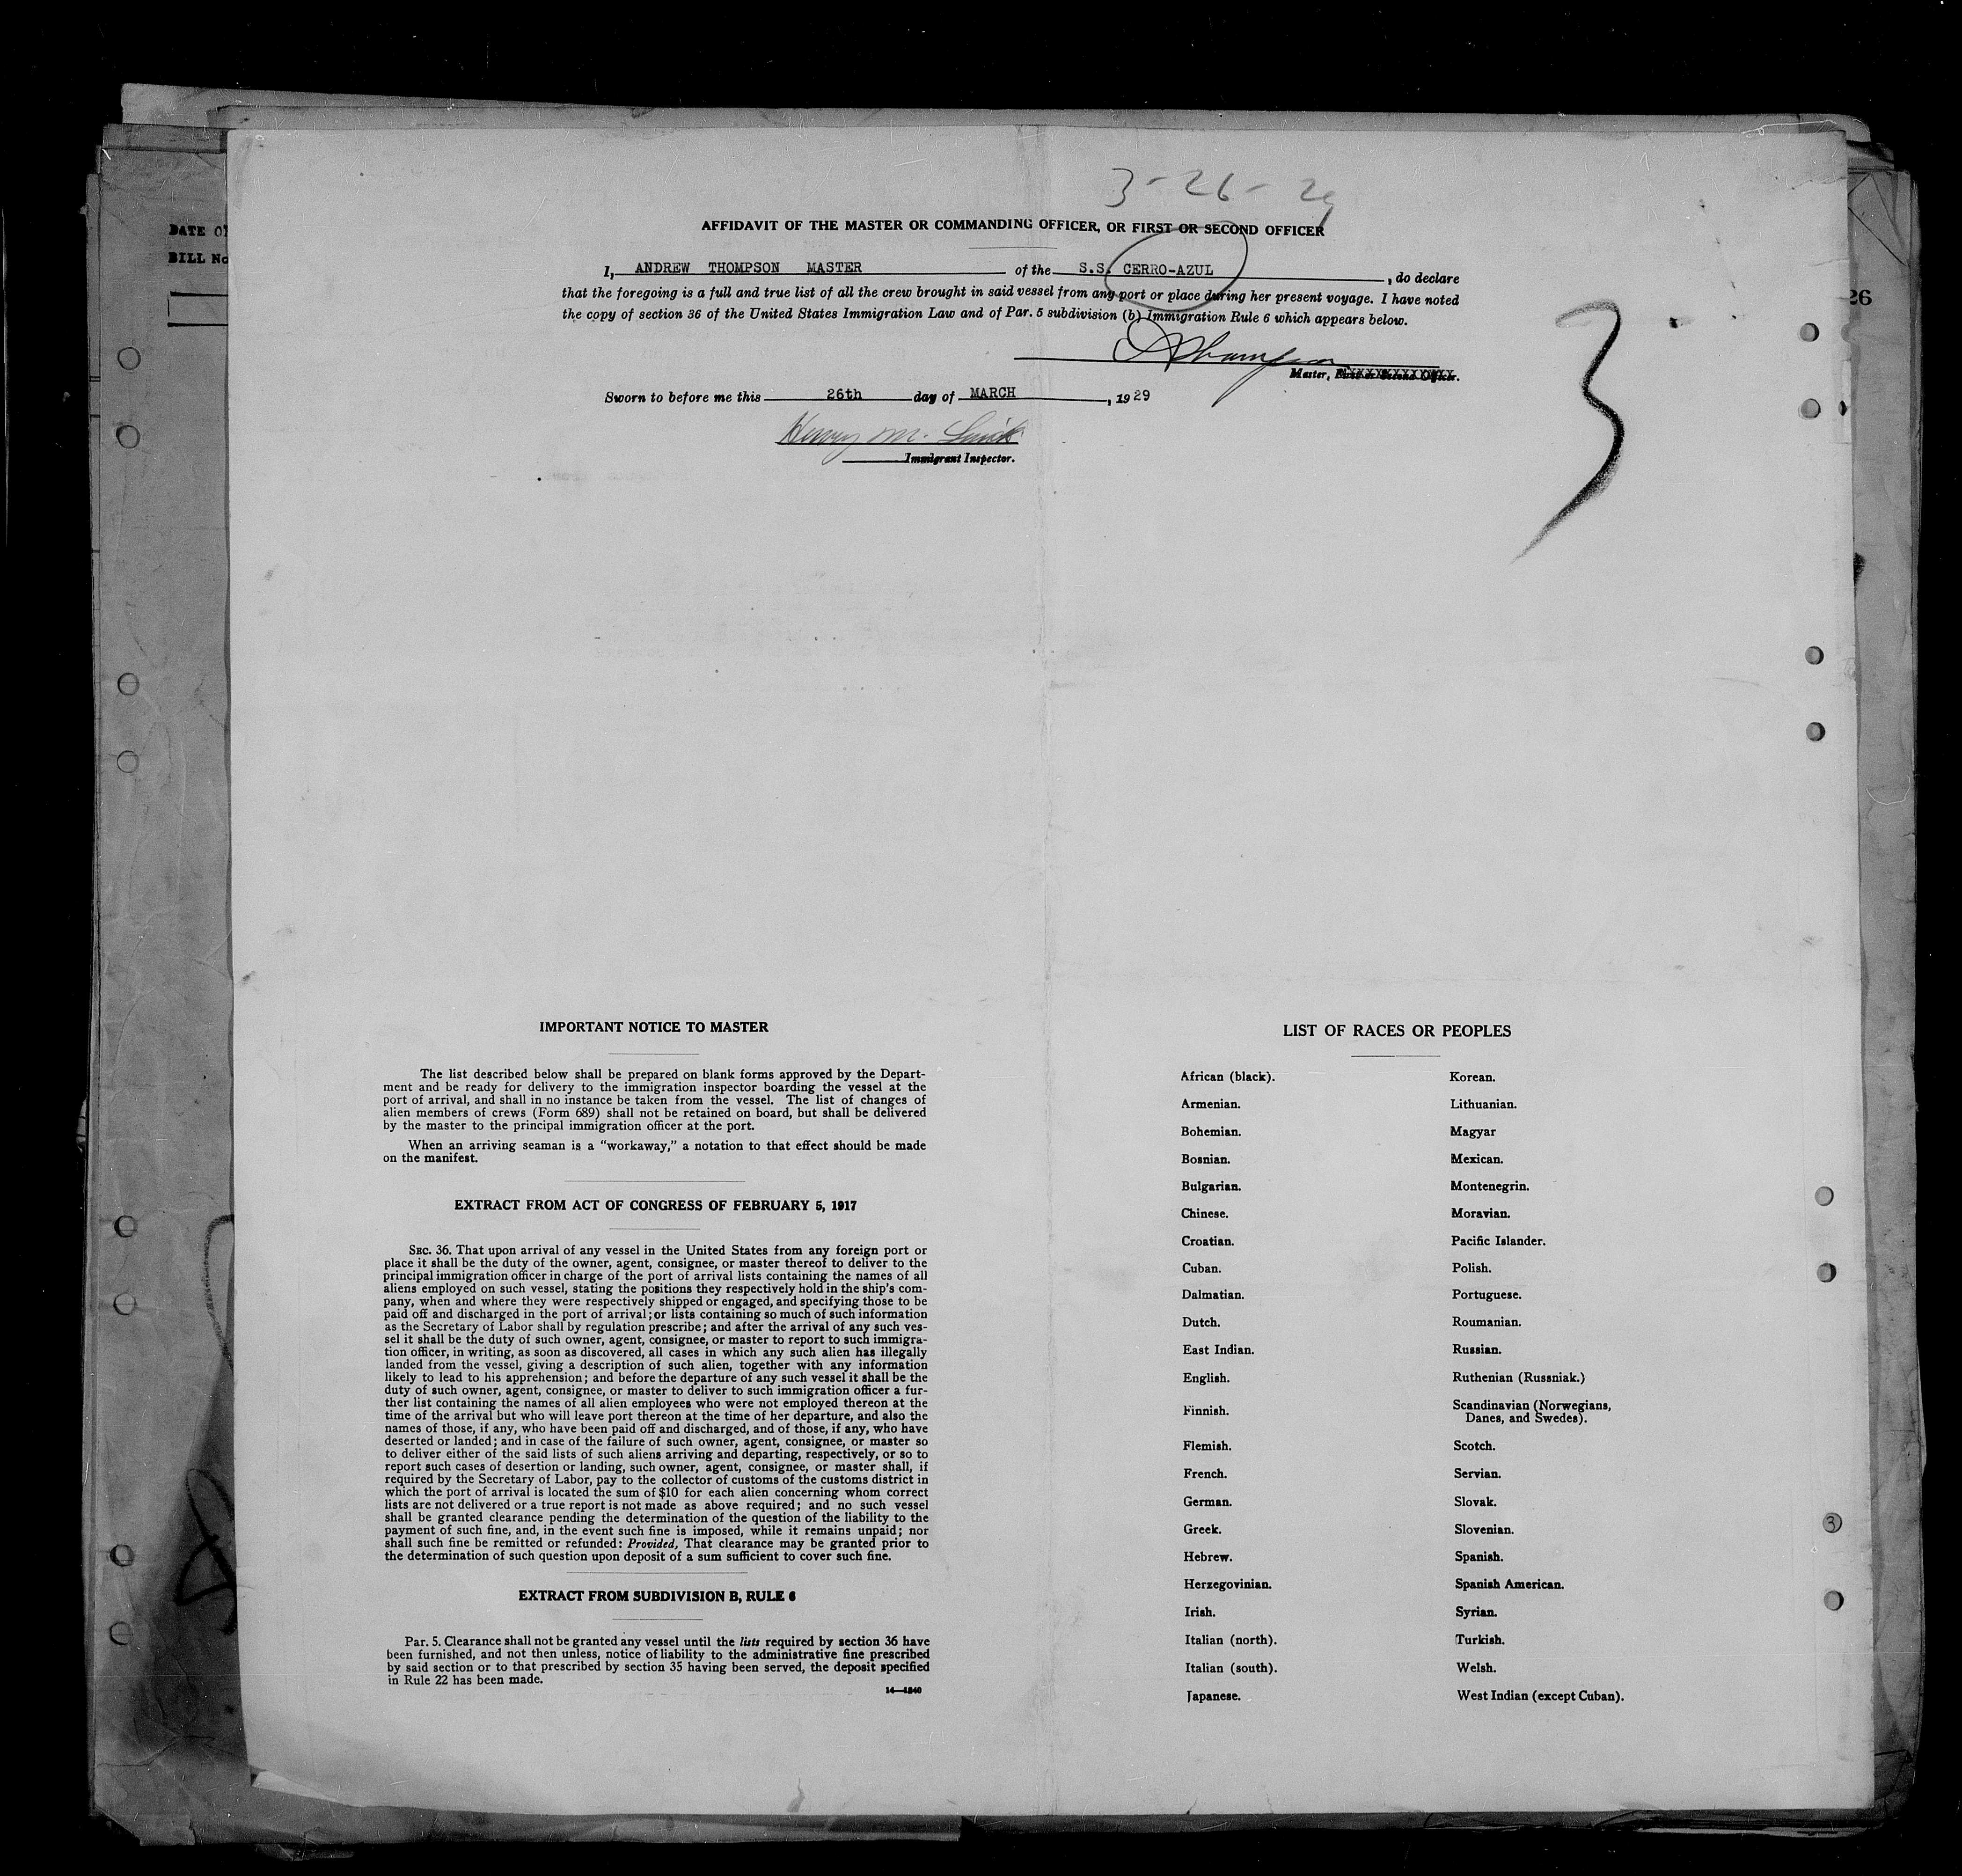 3-26-29
DATE OF
BILL No
26
AFFIDAVIT OF THE MASTER OR COMMANDING OFFICER, OR FIRST OR SECOND OFFICER
I, ANDREW THOMPSON MASTER of the S.S. CERRO-AZUL, do declare
that the foregoing is a full and true list of all the crew brought in said vessel from any port or place during her present voyage. I have noted
the copy of section 36 of the United States Immigration Law and of Par. 5 subdivision (b) Immigration Rule 6 which appears below.
3
A Thompson
Master, First or Second Officer.
Sworn to before me this 26th day of MARCH, 1929
Henry M.
Immigrant Inspector.
IMPORTANT NOTICE TO MASTER
The list described below shall be prepared on blank forms approved by the Depart-
ment and be ready for delivery to the immigration inspector boarding the vessel at the
port of arrival, and shall in no instance be taken from the vessel. The list of changes of
alien members of crews (Form 689) shall not be retained on board, but shall be delivered
by the master to the principal immigration officer at the port.
When an arriving seaman is a “workaway,” a notation to that effect should be made
on the manifest.
EXTRACT FROM ACT OF CONGRESS OF FEBRUARY 5, 1917
SEC. 36. That upon arrival of any vessel in the United States from any foreign port or
place it shall be the duty of the owner, agent, consignee, or master thereof to deliver to the
principal immigration officer in charge of the port of arrival lists containing the names of all
aliens employed on such vessel, stating the positions they respectively hold in the ship's com-
pany, when and where they were respectively shipped or engaged, and specifying those to be
paid off and discharged in the port of arrival; or lists containing so much of such information
as the Secretary of Labor shall by regulation prescribe; and after the arrival of any such ves-
sel it shall be the duty of such owner, agent, consignee, or master to report to such immigra-
tion officer, in writing, as soon as discovered, all cases in which any such alien has illegally
landed from the vessel, giving a description of such alien, together with any information
likely to lead to his apprehension; and before the departure of any such vessel it shall be the
duty of such owner, agent, consignee, or master to deliver to such immigration officer a fur-
ther list containing the names of all alien employees who were not employed thereon at the
time of the arrival but who will leave port thereon at the time of her departure, and also the
names of those, if any, who have been paid off and discharged, and of those, if any, who have
deserted or landed; and in case of the failure of such owner, agent, consignee, or master so
to deliver either of the said lists of such aliens arriving and departing, respectively, or so to
report such cases of desertion or landing, such owner, agent, consignee, or master shall, if
required by the Secretary of Labor, pay to the collector of customs of the customs district in
which the port of arrival is located the sum of $10 for each alien concerning whom correct
lists are not delivered or a true report is not made as above required; and no such vessel
shall be granted clearance pending the determination of the question of the liability to the
payment of such fine, and, in the event such fine is imposed, while it remains unpaid; nor
shall such fine be remitted or refunded: Provided, That clearance may be granted prior to
the determination of such question upon deposit of a sum sufficient to cover such fine.
EXTRACT FROM SUBDIVISION B, RULE 6
Par. 5. Clearance shall not be granted any vessel until the lists required by section 36 have
been furnished, and not then unless, notice of liability to the administrative fine prescribed
by said section or to that prescribed by section 35 having been served, the deposit specified
in Rule 22 has been made.
14—1240
LIST OF RACES OR PEOPLES
African (black).
Armenian.
Bohemian.
Bosnian.
Bulgarian.
Chinese.
Croatian.
Cuban.
Dalmatian.
Dutch.
East Indian.
English.
Finnish.
Flemish.
French.
German.
Greek.
Hebrew.
Herzegovinian.
Irish.
Italian (north).
Italian (south).
Japanese.
Korean.
Lithuanian.
Magyar
Mexican.
Montenegrin.
Moravian.
Pacific Islander.
Polish.
Portuguese.
Roumanian.
Russian.
Ruthenian (Russniak.)
Scandinavian (Norwegians,
Danes, and Swedes).
Scotch.
Servian.
Slovak.
Slovenian.
Spanish.
Spanish American.
Syrian.
Turkish.
Welsh.
West Indian (except Cuban).
3